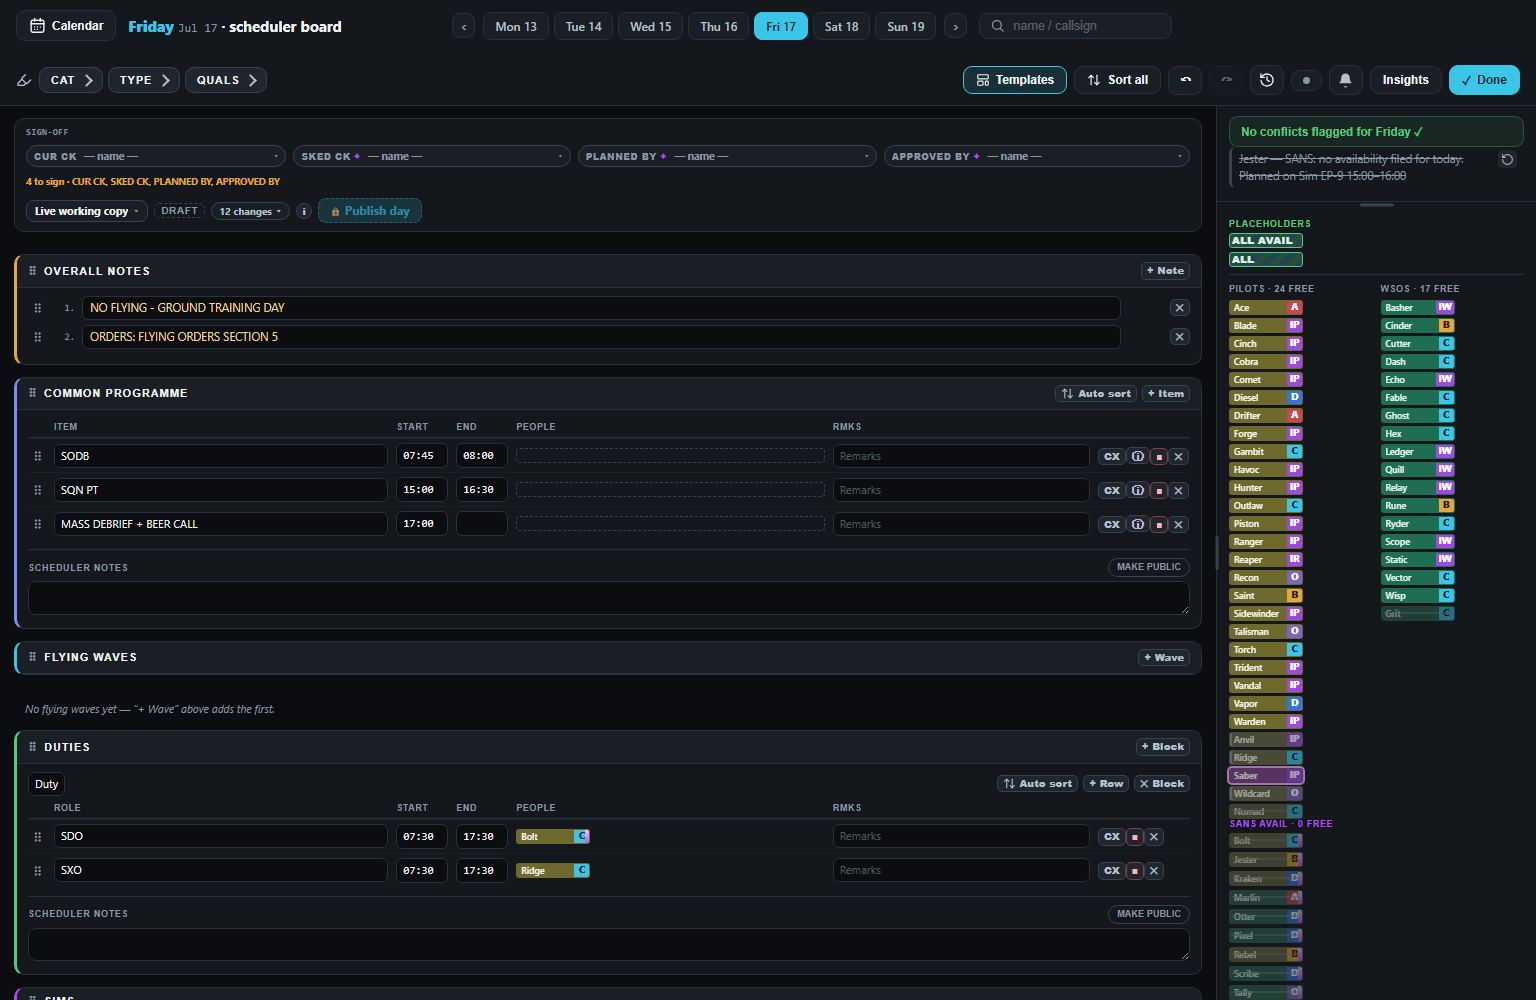 Calendar
Friday Jul 17 · scheduler board
‹ Mon 13 Tue 14 Wed 15 Thu 16 Fri 17 Sat 18 Sun 19 ›
name / callsign
CAT TYPE QUALS
Templates Sort all Insights ✓ Done
SIGN-OFF
CUR CK — name —
SKED CK ✦ — name —
PLANNED BY ✦ — name —
APPROVED BY ✦ — name —
4 to sign · CUR CK, SKED CK, PLANNED BY, APPROVED BY
Live working copy DRAFT 12 changes i Publish day
OVERALL NOTES + Note
1. NO FLYING - GROUND TRAINING DAY
2. ORDERS: FLYING ORDERS SECTION 5
COMMON PROGRAMME Auto sort + Item
ITEM START END PEOPLE RMKS
SODB 07:45 08:00 Remarks CX
SQN PT 15:00 16:30 Remarks CX
MASS DEBRIEF + BEER CALL 17:00 Remarks CX
SCHEDULER NOTES MAKE PUBLIC
FLYING WAVES + Wave
No flying waves yet — "+ Wave" above adds the first.
DUTIES + Block
Duty Auto sort + Row × Block
ROLE START END PEOPLE RMKS
SDO 07:30 17:30 Bolt C Remarks CX
SXO 07:30 17:30 Ridge C Remarks CX
SCHEDULER NOTES MAKE PUBLIC
SIMS
No conflicts flagged for Friday ✓
Jester — SANS: no availability filed for today.
Planned on Sim EP-9 15:00–16:00
PLACEHOLDERS
ALL AVAIL
ALL
PILOTS · 24 FREE
Ace A
Blade IP
Cinch IP
Cobra IP
Comet IP
Diesel D
Drifter A
Forge IP
Gambit C
Havoc IP
Hunter IP
Outlaw C
Piston IP
Ranger IP
Reaper IR
Recon O
Saint B
Sidewinder IP
Talisman O
Torch C
Trident IP
Vandal IP
Vapor D
Warden IP
Anvil IP
Ridge C
Saber IP
Wildcard O
Nomad C
WSOS · 17 FREE
Basher IW
Cinder B
Cutter C
Dash C
Echo IW
Fable C
Ghost C
Hex C
Ledger IW
Quill IW
Relay IW
Rune B
Ryder C
Scope IW
Static IW
Vector C
Wisp C
Grit C
SANS AVAIL · 0 FREE
Bolt C
Jester B
Kraken D
Marlin A
Otter D
Pixel D
Rebel B
Scribe D
Tally